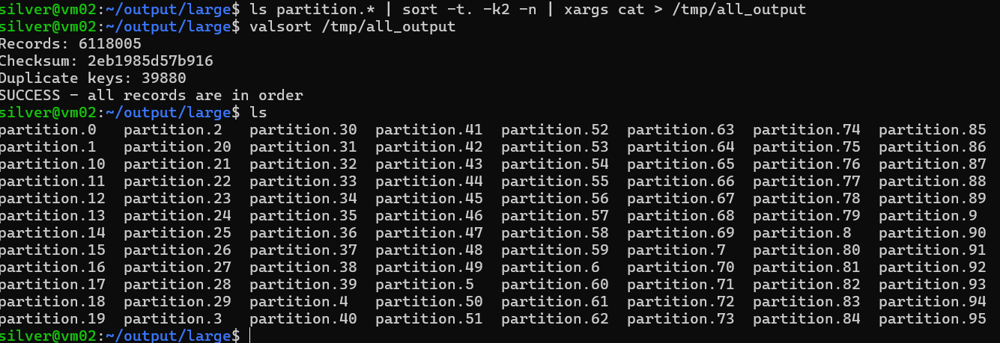 silver@vm02:~/output/large$ ls partition.* | sort -t. -k2 -n | xargs cat > /tmp/all_output
silver@vm02:~/output/large$ valsort /tmp/all_output
Records: 6118005
Checksum: 2eb1985d57b916
Duplicate keys: 39880
SUCCESS - all records are in order
silver@vm02:~/output/large$ ls
partition.0   partition.2   partition.30  partition.41  partition.52  partition.63  partition.74  partition.85
partition.1   partition.20  partition.31  partition.42  partition.53  partition.64  partition.75  partition.86
partition.10  partition.21  partition.32  partition.43  partition.54  partition.65  partition.76  partition.87
partition.11  partition.22  partition.33  partition.44  partition.55  partition.66  partition.77  partition.88
partition.12  partition.23  partition.34  partition.45  partition.56  partition.67  partition.78  partition.89
partition.13  partition.24  partition.35  partition.46  partition.57  partition.68  partition.79  partition.9
partition.14  partition.25  partition.36  partition.47  partition.58  partition.69  partition.8   partition.90
partition.15  partition.26  partition.37  partition.48  partition.59  partition.7   partition.80  partition.91
partition.16  partition.27  partition.38  partition.49  partition.6   partition.70  partition.81  partition.92
partition.17  partition.28  partition.39  partition.5   partition.60  partition.71  partition.82  partition.93
partition.18  partition.29  partition.4   partition.50  partition.61  partition.72  partition.83  partition.94
partition.19  partition.3   partition.40  partition.51  partition.62  partition.73  partition.84  partition.95
silver@vm02:~/output/large$